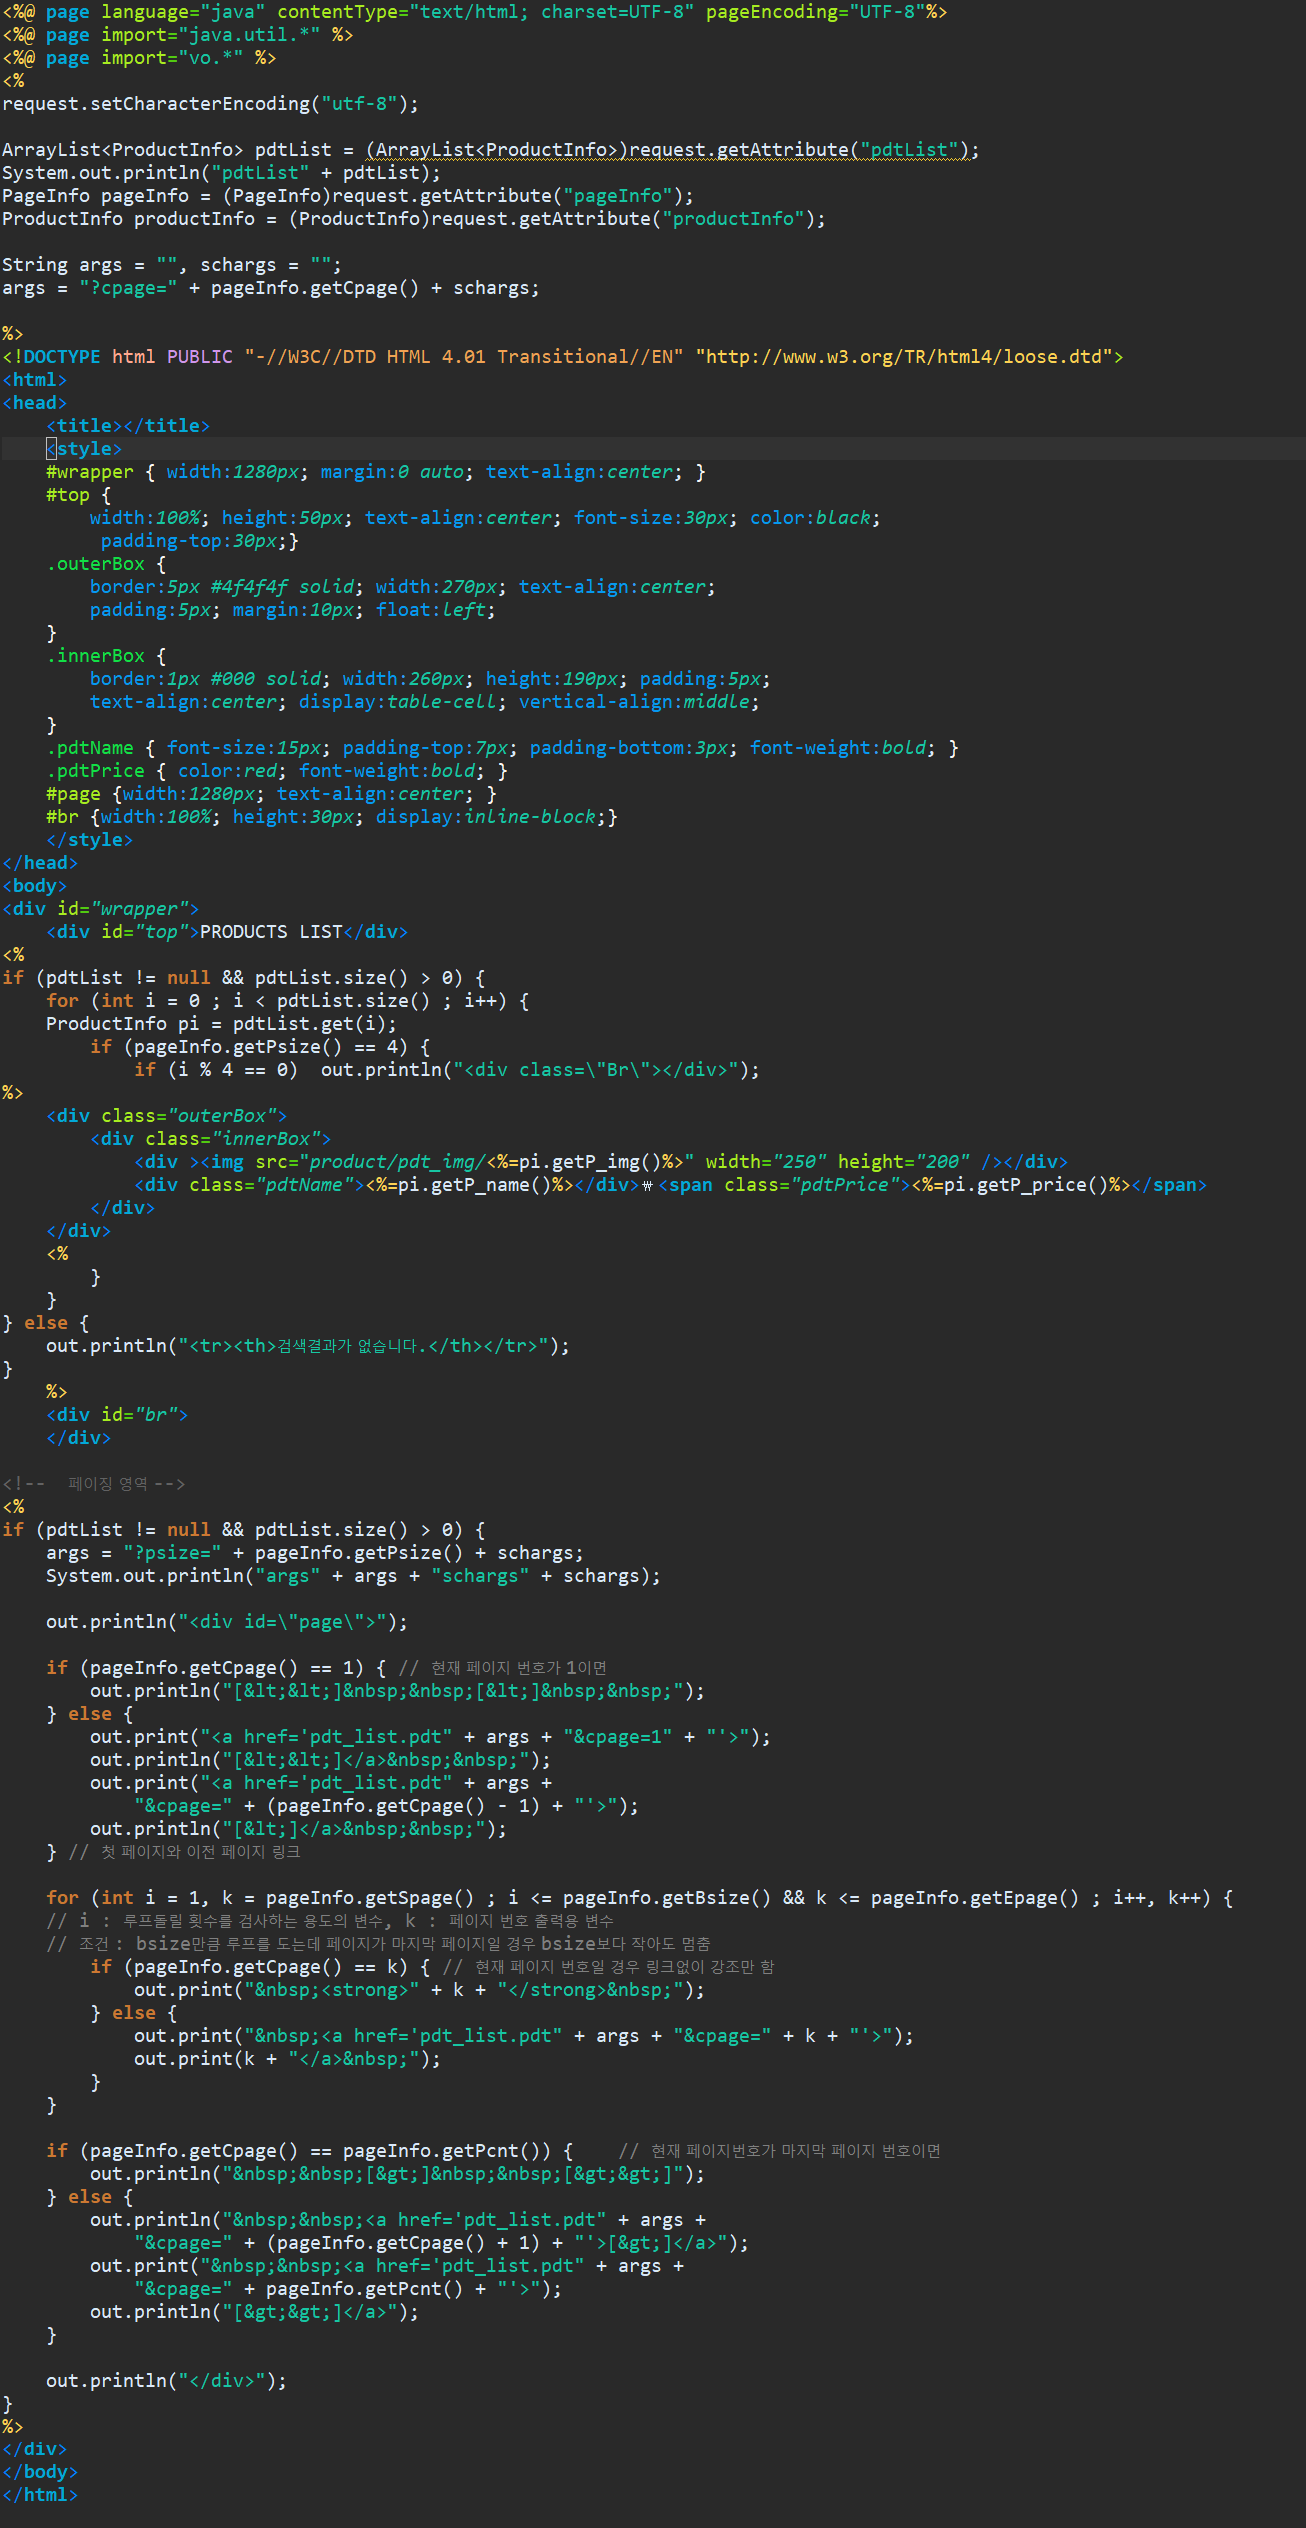 <%@ page language="java" contentType="text/html; charset=UTF-8" pageEncoding="UTF-8"%>
<%@ page import="java.util.*" %>
<%@ page import="vo.*" %>
<%
request.setCharacterEncoding("utf-8");
ArrayList<ProductInfo> pdtList = (ArrayList<ProductInfo>)request.getAttribute("pdtList");
System.out.println("pdtList" + pdtList);
PageInfo pageInfo = (PageInfo)request.getAttribute("pageInfo");
ProductInfo productInfo = (ProductInfo)request.getAttribute("productInfo");
String args = "", schargs = "";
args = "?cpage=" + pageInfo.getCpage() + schargs;
%>
<!DOCTYPE html PUBLIC "-//W3C//DTD HTML 4.01 Transitional//EN" "http://www.w3.org/TR/html4/loose.dtd">
<html>
<head>
<title></title>
<style>
#wrapper { width:1280px; margin:0 auto; text-align:center; }
#top {
width:100%; height:50px; text-align:center; font-size:30px; color:black;
padding-top:30px;}
.outerBox {
border:5px #4f4f4f solid; width:270px; text-align:center;
padding:5px; margin:10px; float:left;
}
.innerBox {
border:1px #000 solid; width:260px; height:190px; padding:5px;
text-align:center; display:table-cell; vertical-align:middle;
}
.pdtName { font-size:15px; padding-top:7px; padding-bottom:3px; font-weight:bold; }
.pdtPrice { color:red; font-weight:bold; }
#page {width:1280px; text-align:center; }
#br {width:100%; height:30px; display:inline-block;}
</style>
</head>
<body>
<div id="wrapper">
<div id="top">PRODUCTS LIST</div>
<%
if (pdtList != null && pdtList.size() > 0) {
for (int i = 0 ; i < pdtList.size() ; i++) {
ProductInfo pi = pdtList.get(i);
if (pageInfo.getPsize() == 4) {
if (i % 4 == 0)  out.println("<div class=\"Br\"></div>");
%>
<div class="outerBox">
<div class="innerBox">
<div ><img src="product/pdt_img/<%=pi.getP_img()%>" width="250" height="200" /></div>
<div class="pdtName"><%=pi.getP_name()%></div>₩<span class="pdtPrice"><%=pi.getP_price()%></span>
</div>
</div>
<%
}
}
} else {
out.println("<tr><th>검색결과가 없습니다.</th></tr>");
}
%>
<div id="br">
</div>
<!--  페이징 영역 -->
<%
if (pdtList != null && pdtList.size() > 0) {
args = "?psize=" + pageInfo.getPsize() + schargs;
System.out.println("args" + args + "schargs" + schargs);
out.println("<div id=\"page\">");
if (pageInfo.getCpage() == 1) { // 현재 페이지 번호가 1이면
out.println("[&lt;&lt;]&nbsp;&nbsp;[&lt;]&nbsp;&nbsp;");
} else {
out.print("<a href='pdt_list.pdt" + args + "&cpage=1" + "'>");
out.println("[&lt;&lt;]</a>&nbsp;&nbsp;");
out.print("<a href='pdt_list.pdt" + args +
"&cpage=" + (pageInfo.getCpage() - 1) + "'>");
out.println("[&lt;]</a>&nbsp;&nbsp;");
} // 첫 페이지와 이전 페이지 링크
for (int i = 1, k = pageInfo.getSpage() ; i <= pageInfo.getBsize() && k <= pageInfo.getEpage() ; i++, k++) {
// i : 루프돌릴 횟수를 검사하는 용도의 변수, k : 페이지 번호 출력용 변수
// 조건 : bsize만큼 루프를 도는데 페이지가 마지막 페이지일 경우 bsize보다 작아도 멈춤
if (pageInfo.getCpage() == k) { // 현재 페이지 번호일 경우 링크없이 강조만 함
out.print("&nbsp;<strong>" + k + "</strong>&nbsp;");
} else {
out.print("&nbsp;<a href='pdt_list.pdt" + args + "&cpage=" + k + "'>");
out.print(k + "</a>&nbsp;");
}
}
if (pageInfo.getCpage() == pageInfo.getPcnt()) {    // 현재 페이지번호가 마지막 페이지 번호이면
out.println("&nbsp;&nbsp;[&gt;]&nbsp;&nbsp;[&gt;&gt;]");
} else {
out.println("&nbsp;&nbsp;<a href='pdt_list.pdt" + args +
"&cpage=" + (pageInfo.getCpage() + 1) + "'>[&gt;]</a>");
out.print("&nbsp;&nbsp;<a href='pdt_list.pdt" + args +
"&cpage=" + pageInfo.getPcnt() + "'>");
out.println("[&gt;&gt;]</a>");
}
out.println("</div>");
}
%>
</div>
</body>
</html>